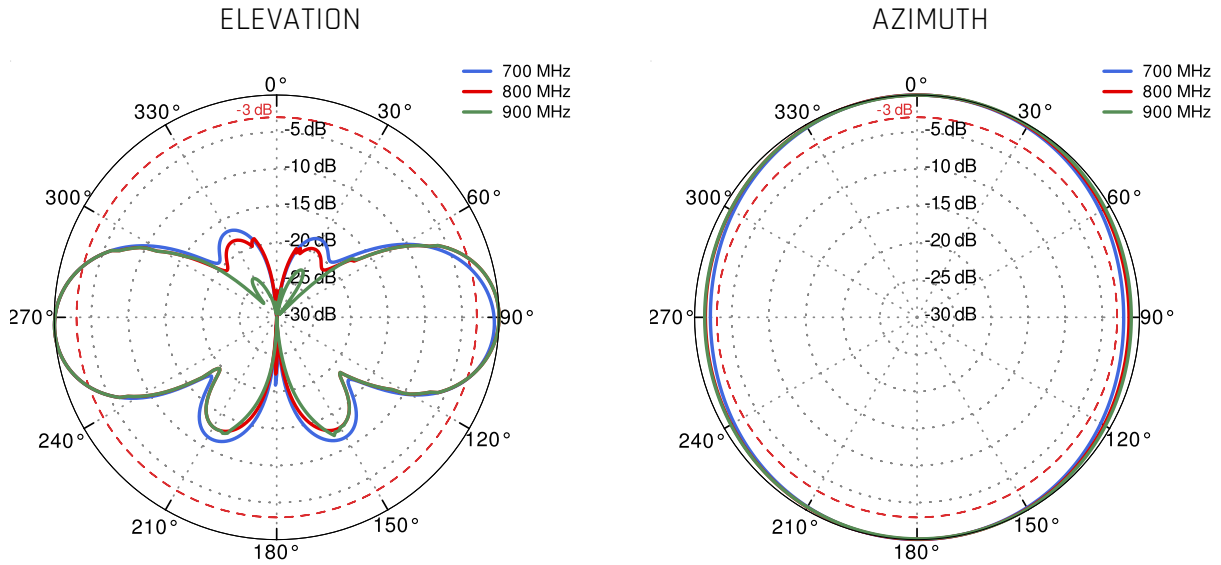 ELEVATION
700 MHz
800 MHz
900 MHz
0°
-3 dB
330°
30°
-5 dB
-10 dB
300°
60°
-15 dB
-20 dB
-25 dB
270°
-30 dB
90°
240°
120°
210°
150°
180°
AZIMUTH
700 MHz
800 MHz
900 MHz
0°
-3 dB
330°
30°
-5 dB
-10 dB
300°
60°
-15 dB
-20 dB
-25 dB
270°
-30 dB
90°
240°
120°
210°
150°
180°